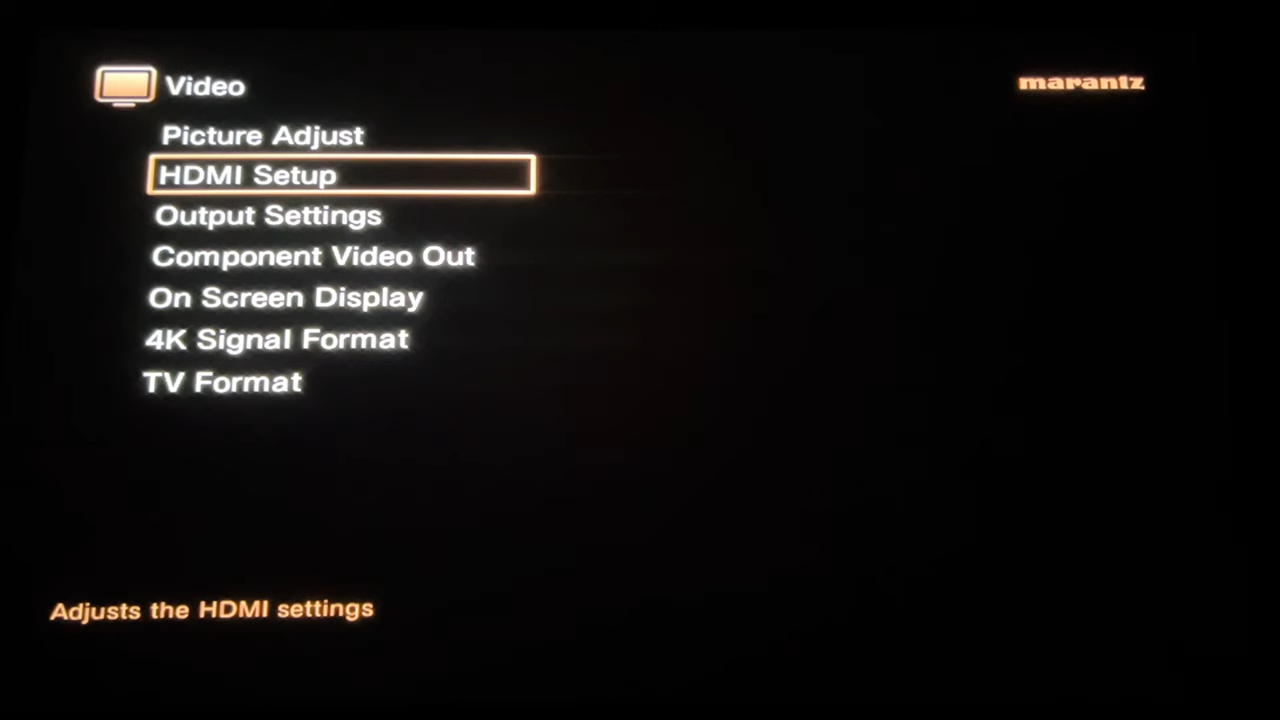 Video
marantz
Picture Adjust
HDMI Setup
Output Settings
Component Video Out
On Screen Display
4K Signal Format
TV Format
Adjusts the HDMI settings